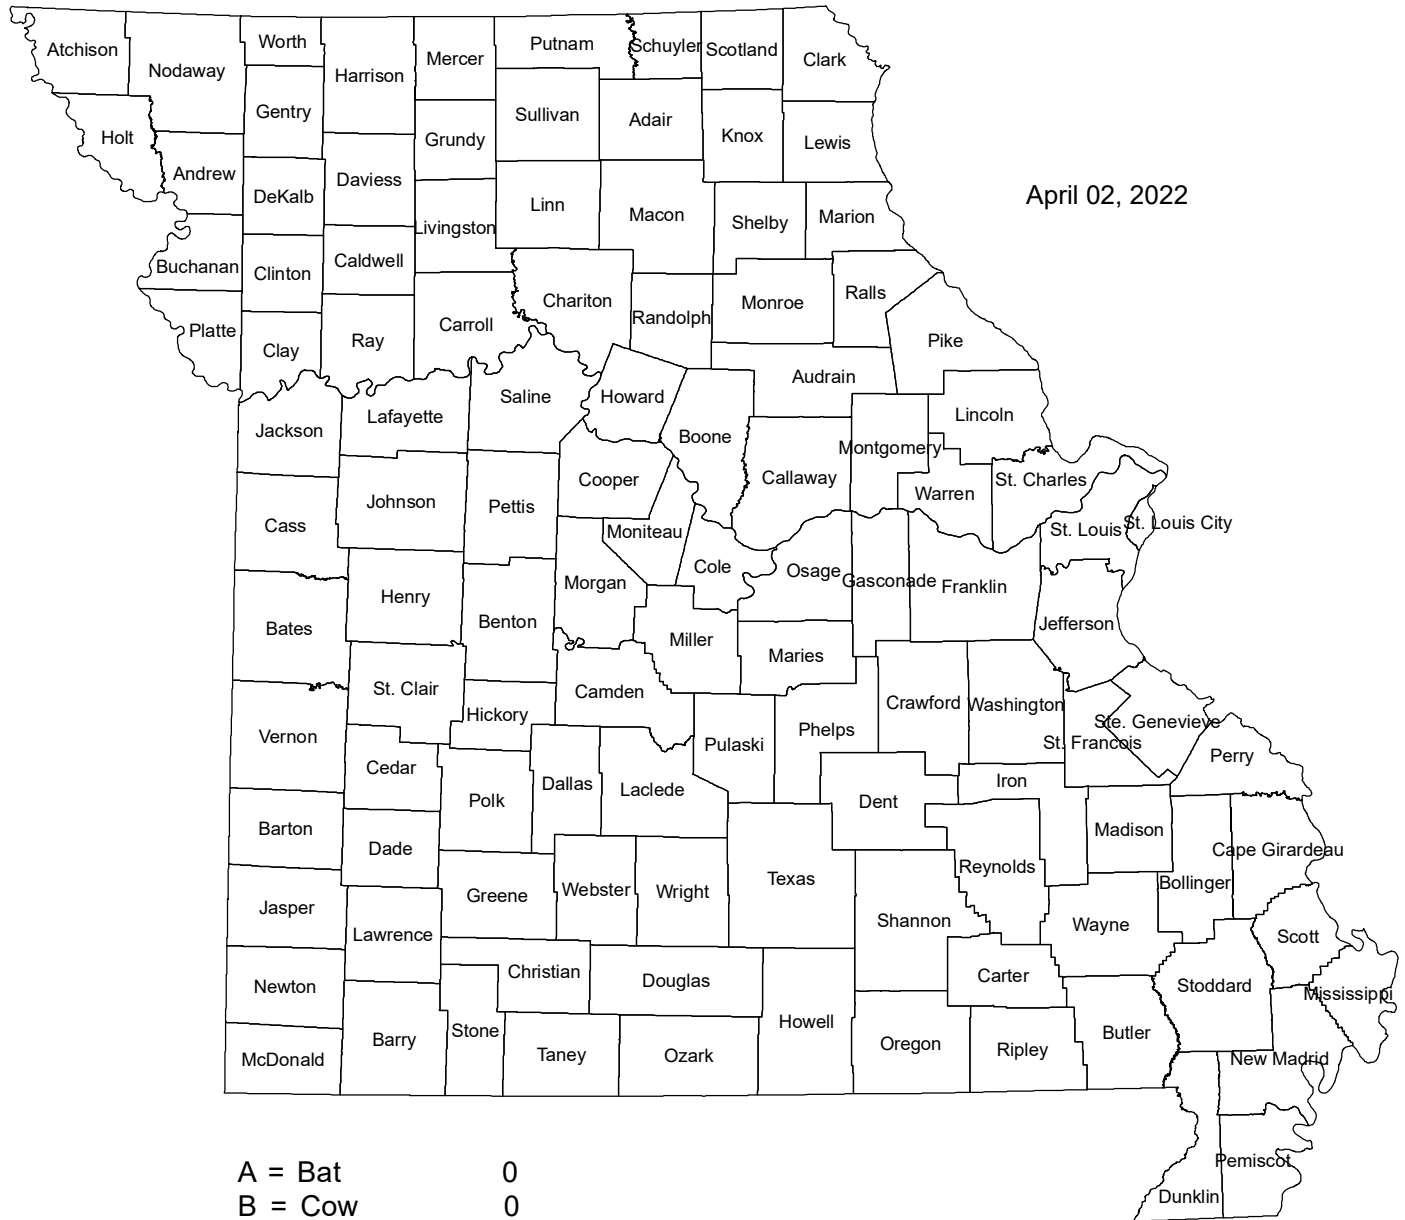 Atchison
Nodaway
Worth
Harrison
Mercer
Putnam
Schuyler
Scotland
Clark
Holt
Andrew
Gentry
DeKalb
Daviess
Grundy
Sullivan
Adair
Knox
Lewis
Livingston
Linn
Macon
Shelby
Marion
April 02, 2022
Buchanan
Clinton
Caldwell
Chariton
Randolph
Monroe
Ralls
Platte
Clay
Ray
Carroll
Pike
Audrain
Jackson
Lafayette
Saline
Howard
Boone
Callaway
Montgomery
Lincoln
Cass
Johnson
Pettis
Cooper
Moniteau
Warren
St. Charles
St. Louis
St. Louis City
Bates
Henry
Benton
Morgan
Cole
Osage
Gasconade
Franklin
Jefferson
Miller
Maries
Vernon
St. Clair
Hickory
Camden
Pulaski
Phelps
Crawford
Washington
St. Francois
Ste. Genevieve
Perry
Cedar
Polk
Dallas
Laclede
Dent
Iron
Barton
Dade
Madison
Cape Girardeau
Bollinger
Jasper
Lawrence
Greene
Webster
Wright
Texas
Shannon
Reynolds
Wayne
Scott
Newton
Christian
Douglas
Howell
Carter
Stoddard
Mississippi
McDonald
Barry
Stone
Taney
Ozark
Oregon
Ripley
Butler
New Madrid
Pemiscot
Dunklin
A = Bat 0
B = Cow 0